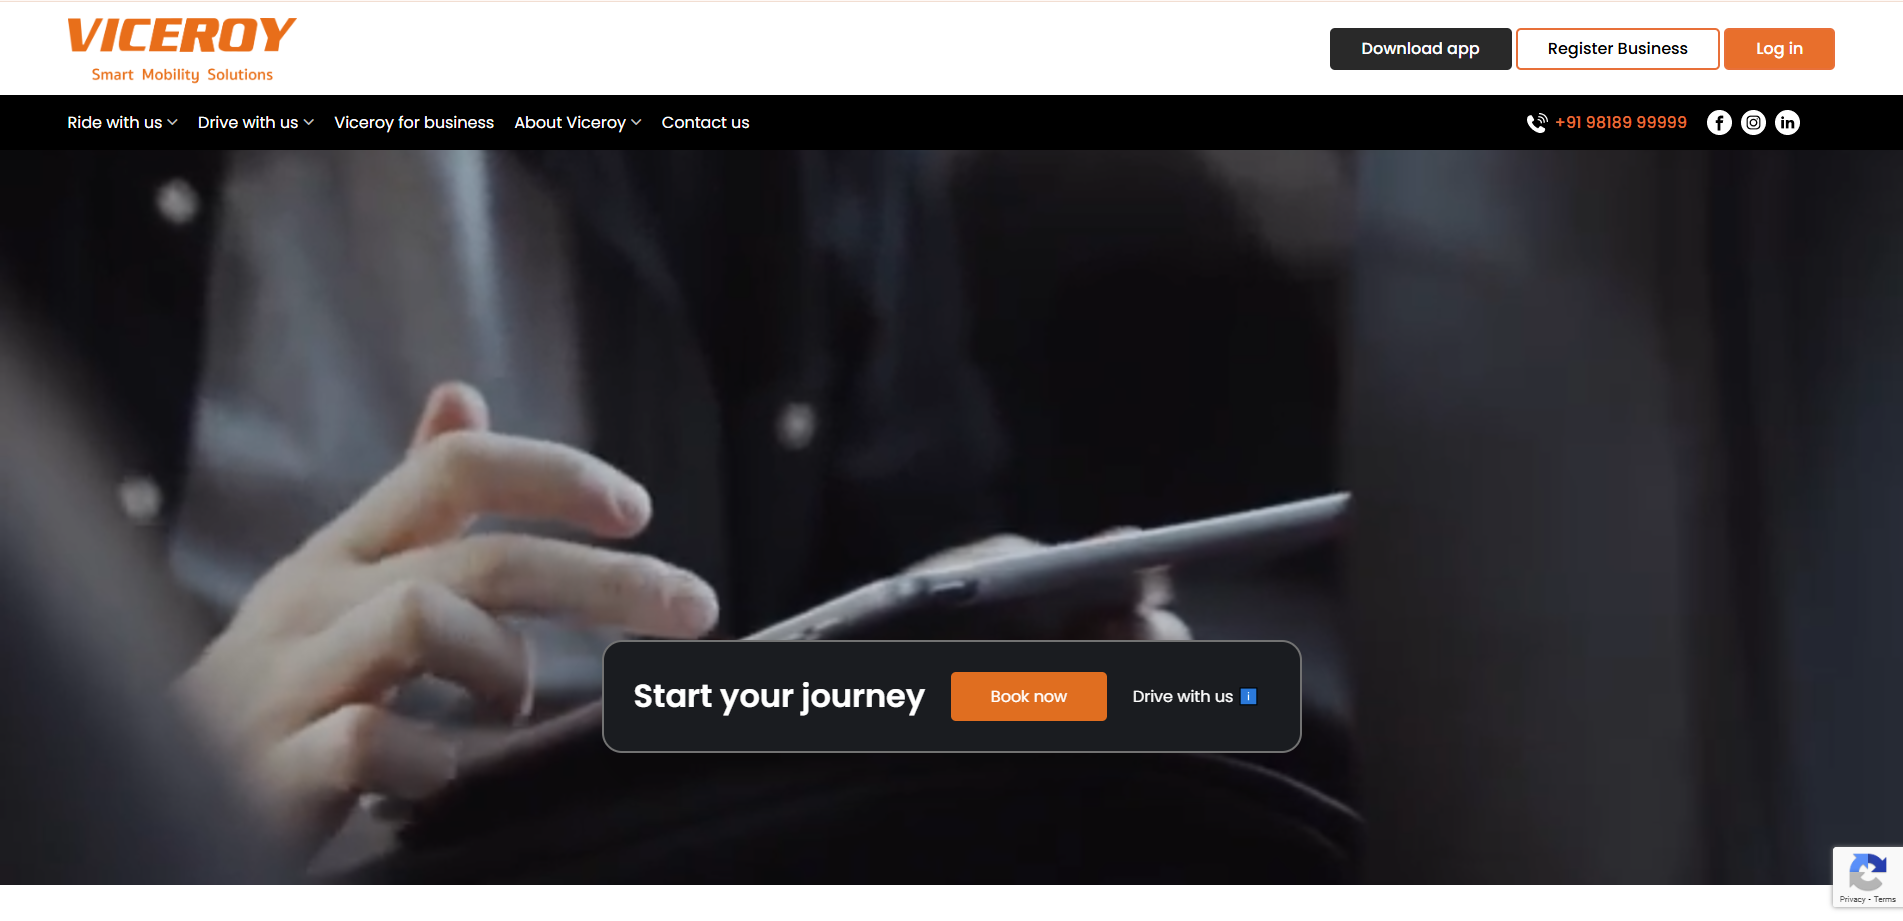 VICEROY
Smart Mobility Solutions
Download app
Register Business
Log in
Ride with us
Drive with us
Viceroy for business
About Viceroy
Contact us
+91 98189 99999
Start your journey
Book now
Drive with us
Privacy - Terms